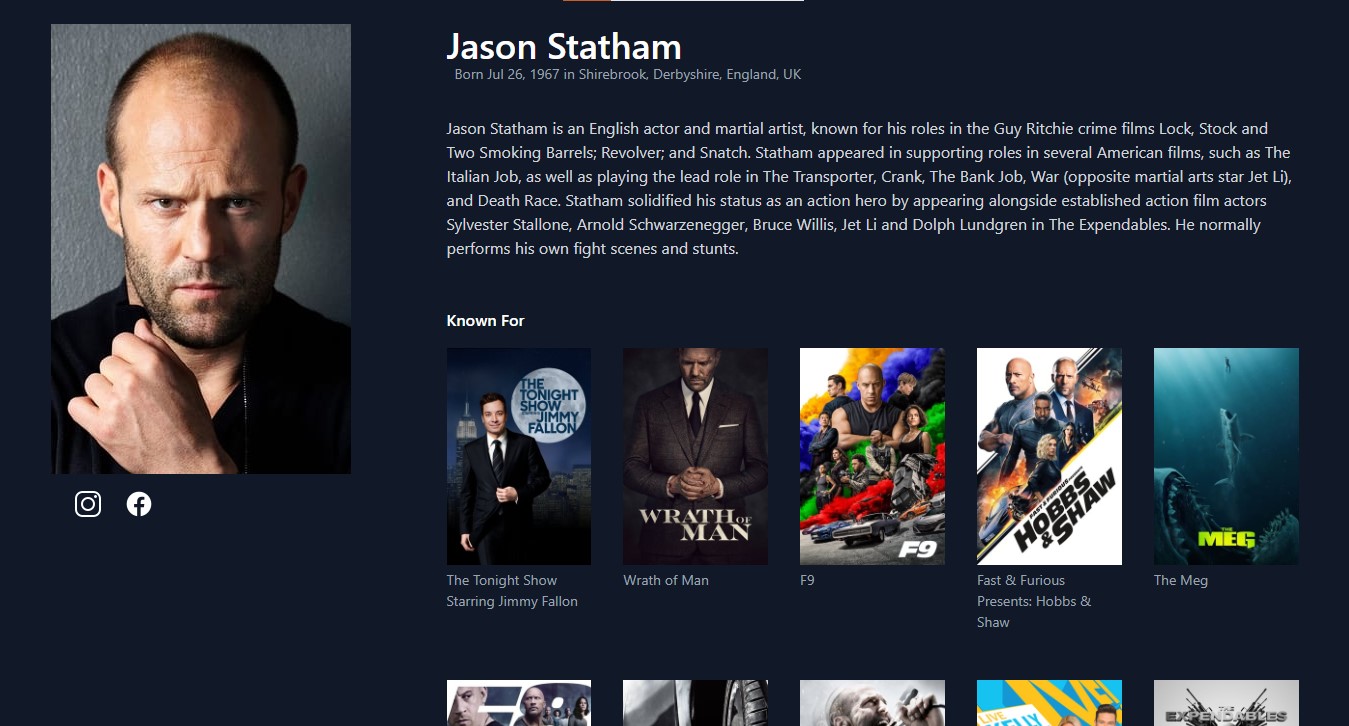 Jason Statham
Born Jul 26, 1967 in Shirebrook, Derbyshire, England, UK
Jason Statham is an English actor and martial artist, known for his roles in the Guy Ritchie crime films Lock, Stock and
Two Smoking Barrels; Revolver; and Snatch. Statham appeared in supporting roles in several American films, such as The
Italian Job, as well as playing the lead role in The Transporter, Crank, The Bank Job, War (opposite martial arts star Jet Li),
and Death Race. Statham solidified his status as an action hero by appearing alongside established action film actors
Sylvester Stallone, Arnold Schwarzenegger, Bruce Willis, Jet Li and Dolph Lundgren in The Expendables. He normally
performs his own fight scenes and stunts.
Known For
THE
TONIGHT
SHOW
JIMMY
FALLON
WRATH OF
MAN
F9
FAST & FURIOUS
HOBBS
& SHAW
THE
MEG
The Tonight Show
Starring Jimmy Fallon
Wrath of Man
F9
Fast & Furious
Presents: Hobbs &
Shaw
The Meg
LIVE
THE
EXPENDABLES